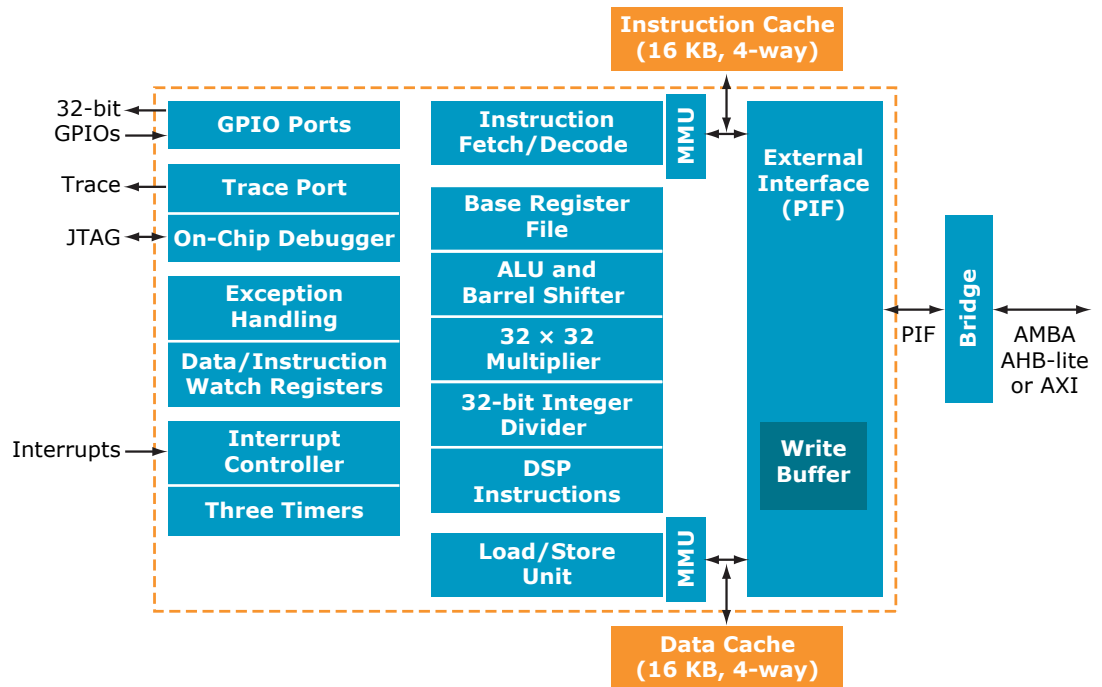 Instruction Cache
(16 KB, 4-way)
32-bit
GPIOs
GPIO Ports
Trace
Trace Port
JTAG
On-Chip Debugger
Exception
Handling
Data/Instruction
Watch Registers
Interrupts
Interrupt
Controller
Three Timers
Instruction
Fetch/Decode
MMU
Base Register
File
ALU and
Barrel Shifter
32 × 32
Multiplier
32-bit Integer
Divider
DSP
Instructions
Load/Store
Unit
MMU
External
Interface
(PIF)
Write
Buffer
PIF
Bridge
AMBA
AHB-lite
or AXI
Data Cache
(16 KB, 4-way)